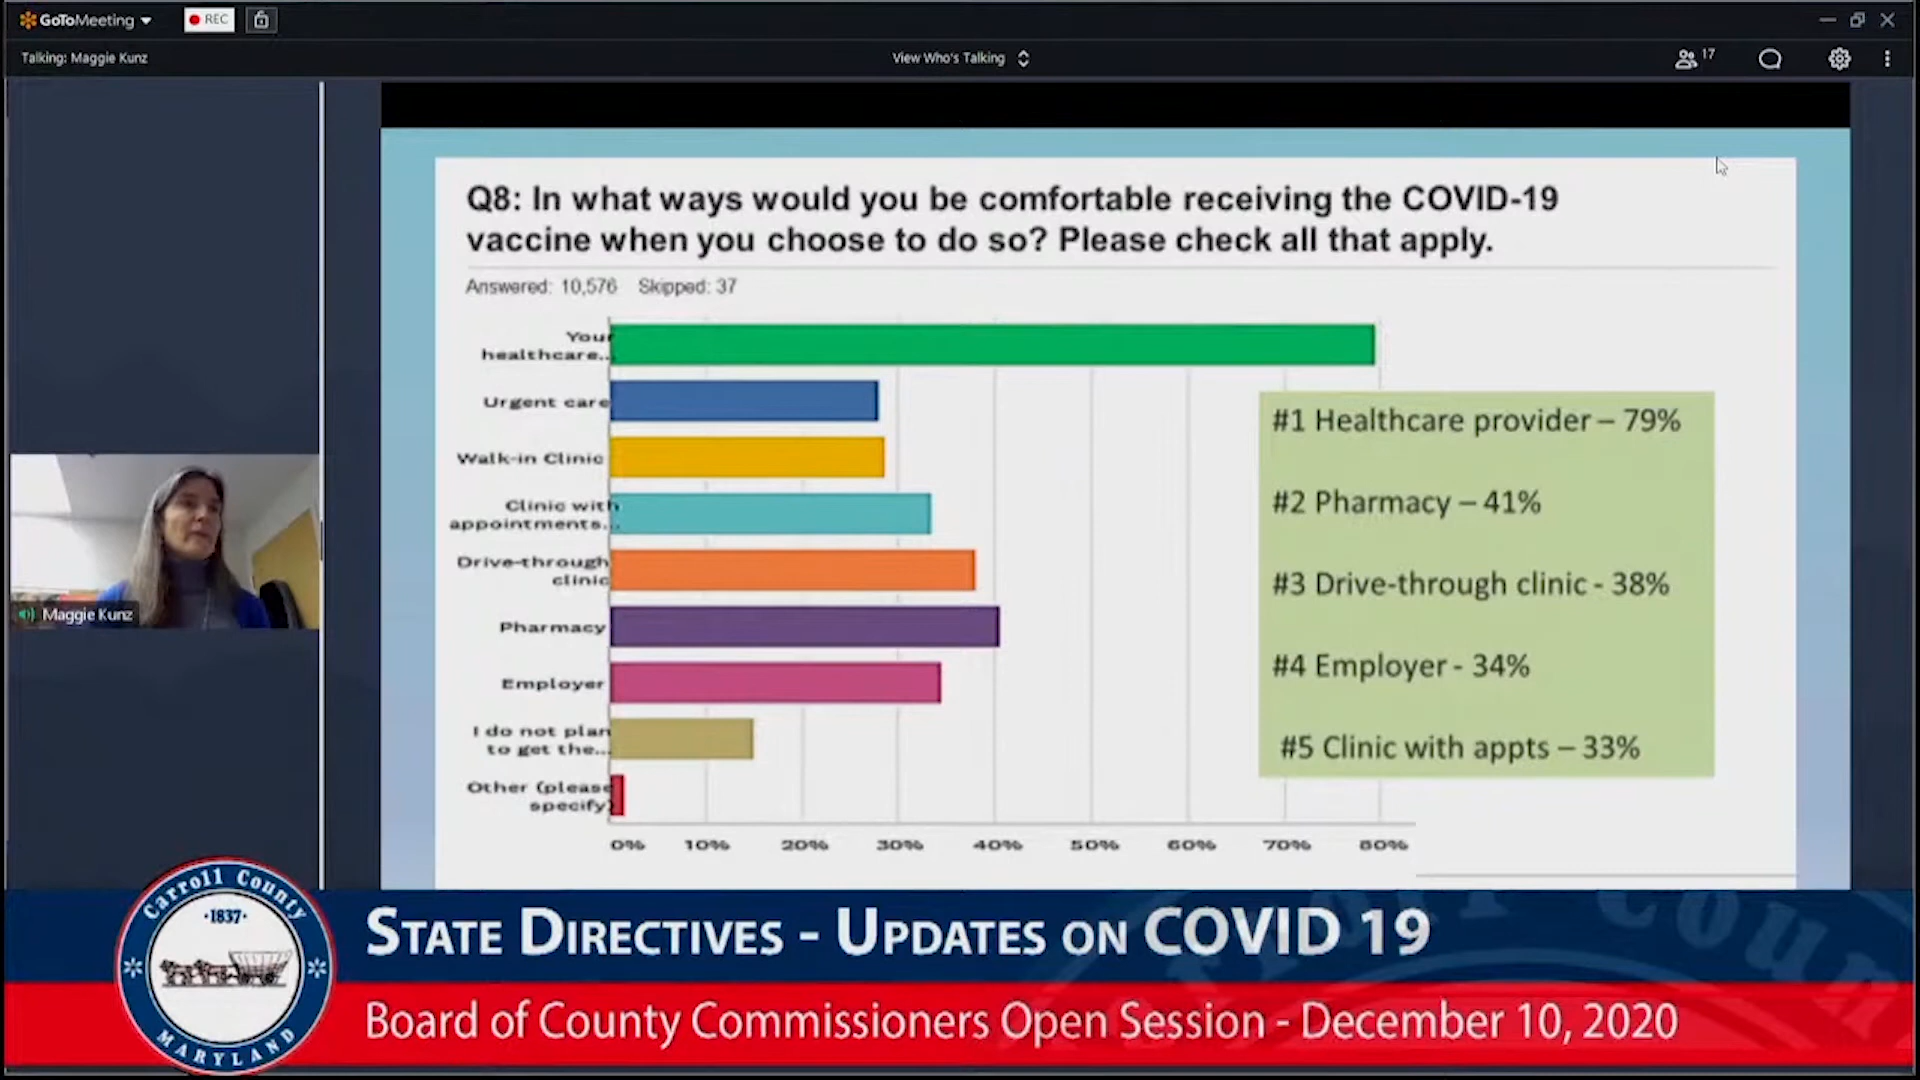 GoToMeeting
REC
Talking: Maggie Kunz
View Who's Talking
17
Q8: In what ways would you be comfortable receiving the COVID-19
vaccine when you choose to do so? Please check all that apply.
Answered: 10,576 Skipped: 37
Your
healthcare...
Urgent care
Walk-in Clinic
Clinic with
appointments...
Drive-through
clinic
Pharmacy
Employer
I do not plan
to get the...
Other (please
specify)
0% 10% 20% 30% 40% 50% 60% 70% 80%
#1 Healthcare provider – 79%
#2 Pharmacy – 41%
#3 Drive-through clinic - 38%
#4 Employer - 34%
#5 Clinic with appts – 33%
Maggie Kunz
Carroll County
·1837·
MARYLAND
STATE DIRECTIVES - UPDATES ON COVID 19
Board of County Commissioners Open Session - December 10, 2020